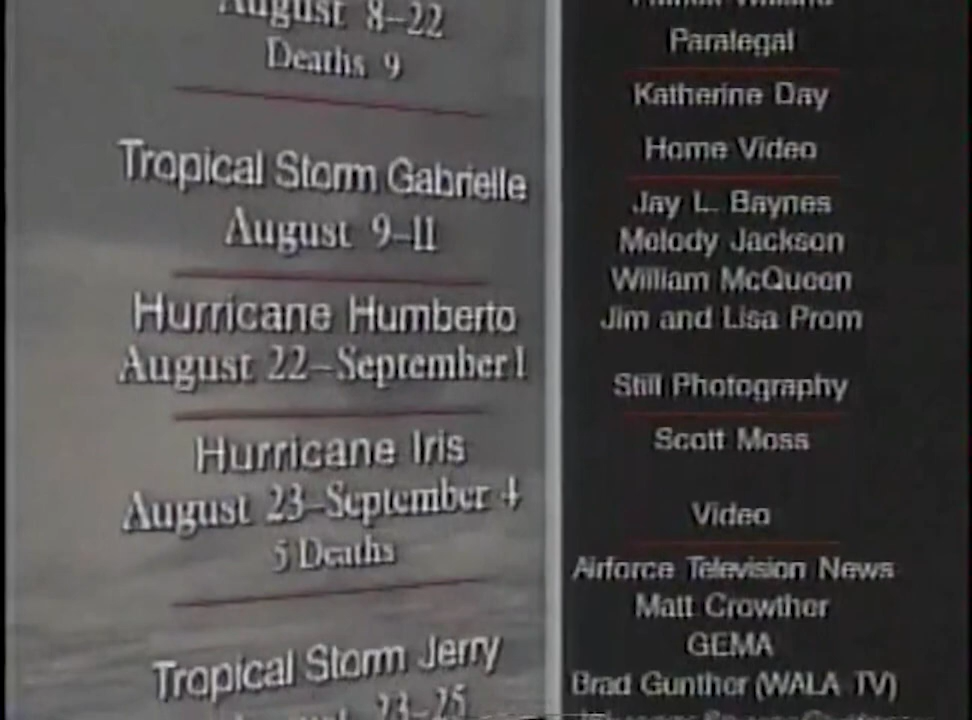 August 8–22
Deaths 9
Tropical Storm Gabrielle
August 9–11
Hurricane Humberto
August 22–September 1
Hurricane Iris
August 23–September 4
5 Deaths
Tropical Storm Jerry
August 23–25
Paralegal
Katherine Day
Home Video
Jay L. Baynes
Melody Jackson
William McQueen
Jim and Lisa Prom
Still Photography
Scott Moss
Video
Airforce Television News
Matt Crowther
GEMA
Brad Gunther (WALA TV)